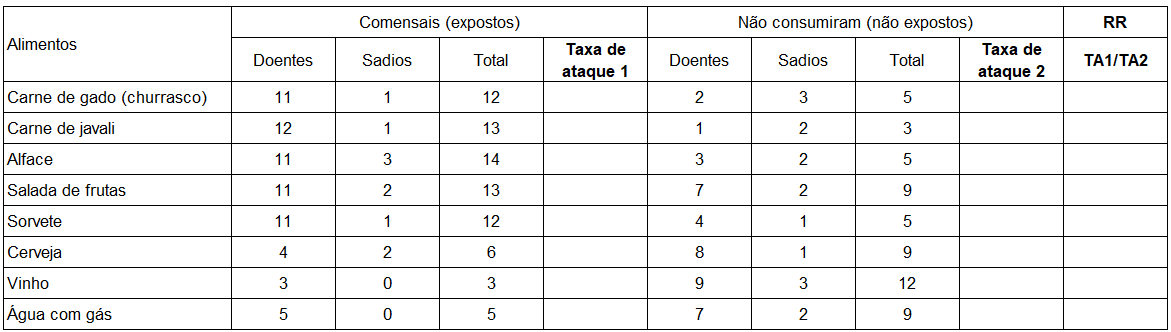 Alimentos Comensais (expostos) Não consumiram (não expostos) RR
Doentes Sadios Total Taxa de ataque 1 Doentes Sadios Total Taxa de ataque 2 TA1/TA2
Carne de gado (churrasco) 11 1 12 2 3 5
Carne de javali 12 1 13 1 2 3
Alface 11 3 14 3 2 5
Salada de frutas 11 2 13 7 2 9
Sorvete 11 1 12 4 1 5
Cerveja 4 2 6 8 1 9
Vinho 3 0 3 9 3 12
Água com gás 5 0 5 7 2 9